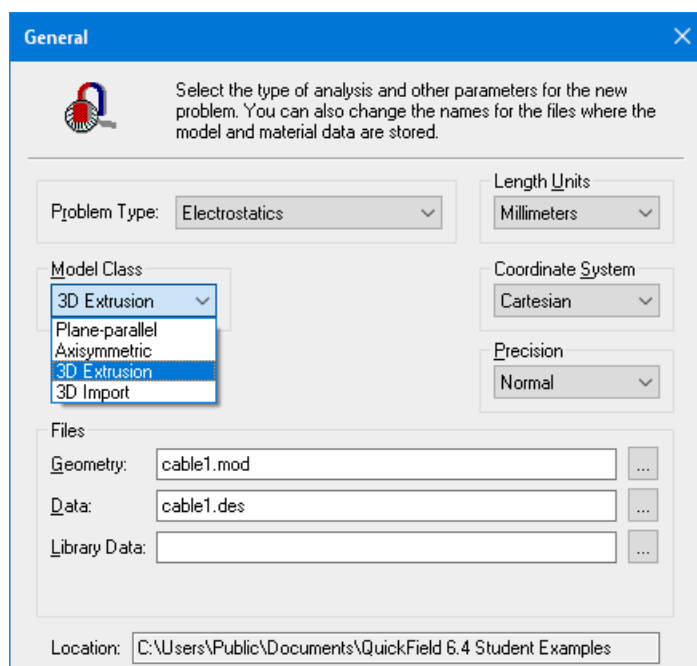 General
Select the type of analysis and other parameters for the new
problem. You can also change the names for the files where the
model and material data are stored.
Problem Type: Electrostatics
Length Units
Millimeters
Model Class
3D Extrusion
Plane-parallel
Axisymmetric
3D Extrusion
3D Import
Coordinate System
Cartesian
Precision
Normal
Files
Geometry: cable1.mod ...
Data: cable1.des ...
Library Data: ...
Location: C:\Users\Public\Documents\QuickField 6.4 Student Examples